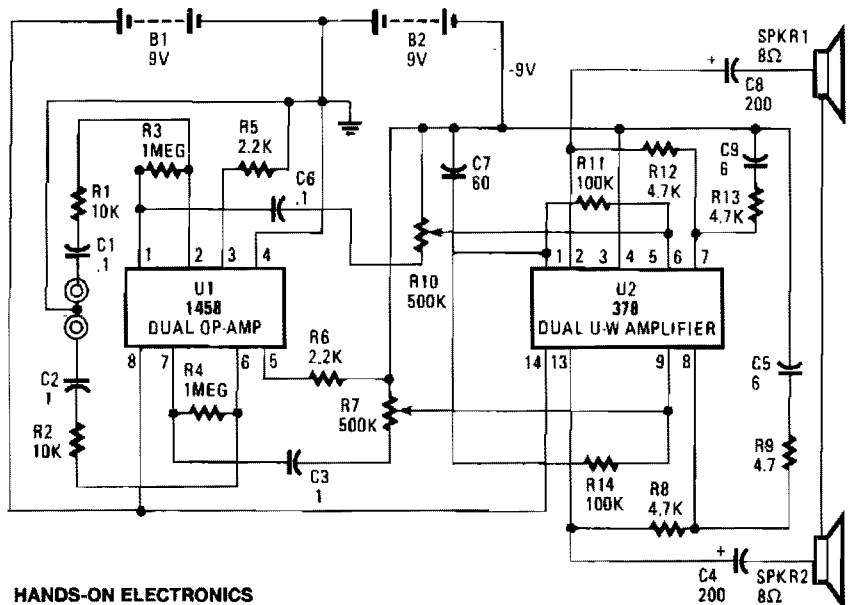 B1
9V
B2
9V
-9V
SPKR1
8Ω
C8
200
+
R3
1MEG
R5
2.2K
R1
10K
C6
.1
C7
60
R11
100K
R12
4.7K
C9
6
R13
4.7K
C1
.1
1 2 3 4
U1
1458
DUAL OP-AMP
8 7 6 5
R10
500K
1 2 3 4 5 6 7
U2
378
DUAL U-W AMPLIFIER
14 13 9 8
R6
2.2K
R4
1MEG
C2
1
R2
10K
R7
500K
C5
6
C3
1
R14
100K
R8
4.7K
R9
4.7
+
C4
200
SPKR2
8Ω
HANDS-ON ELECTRONICS